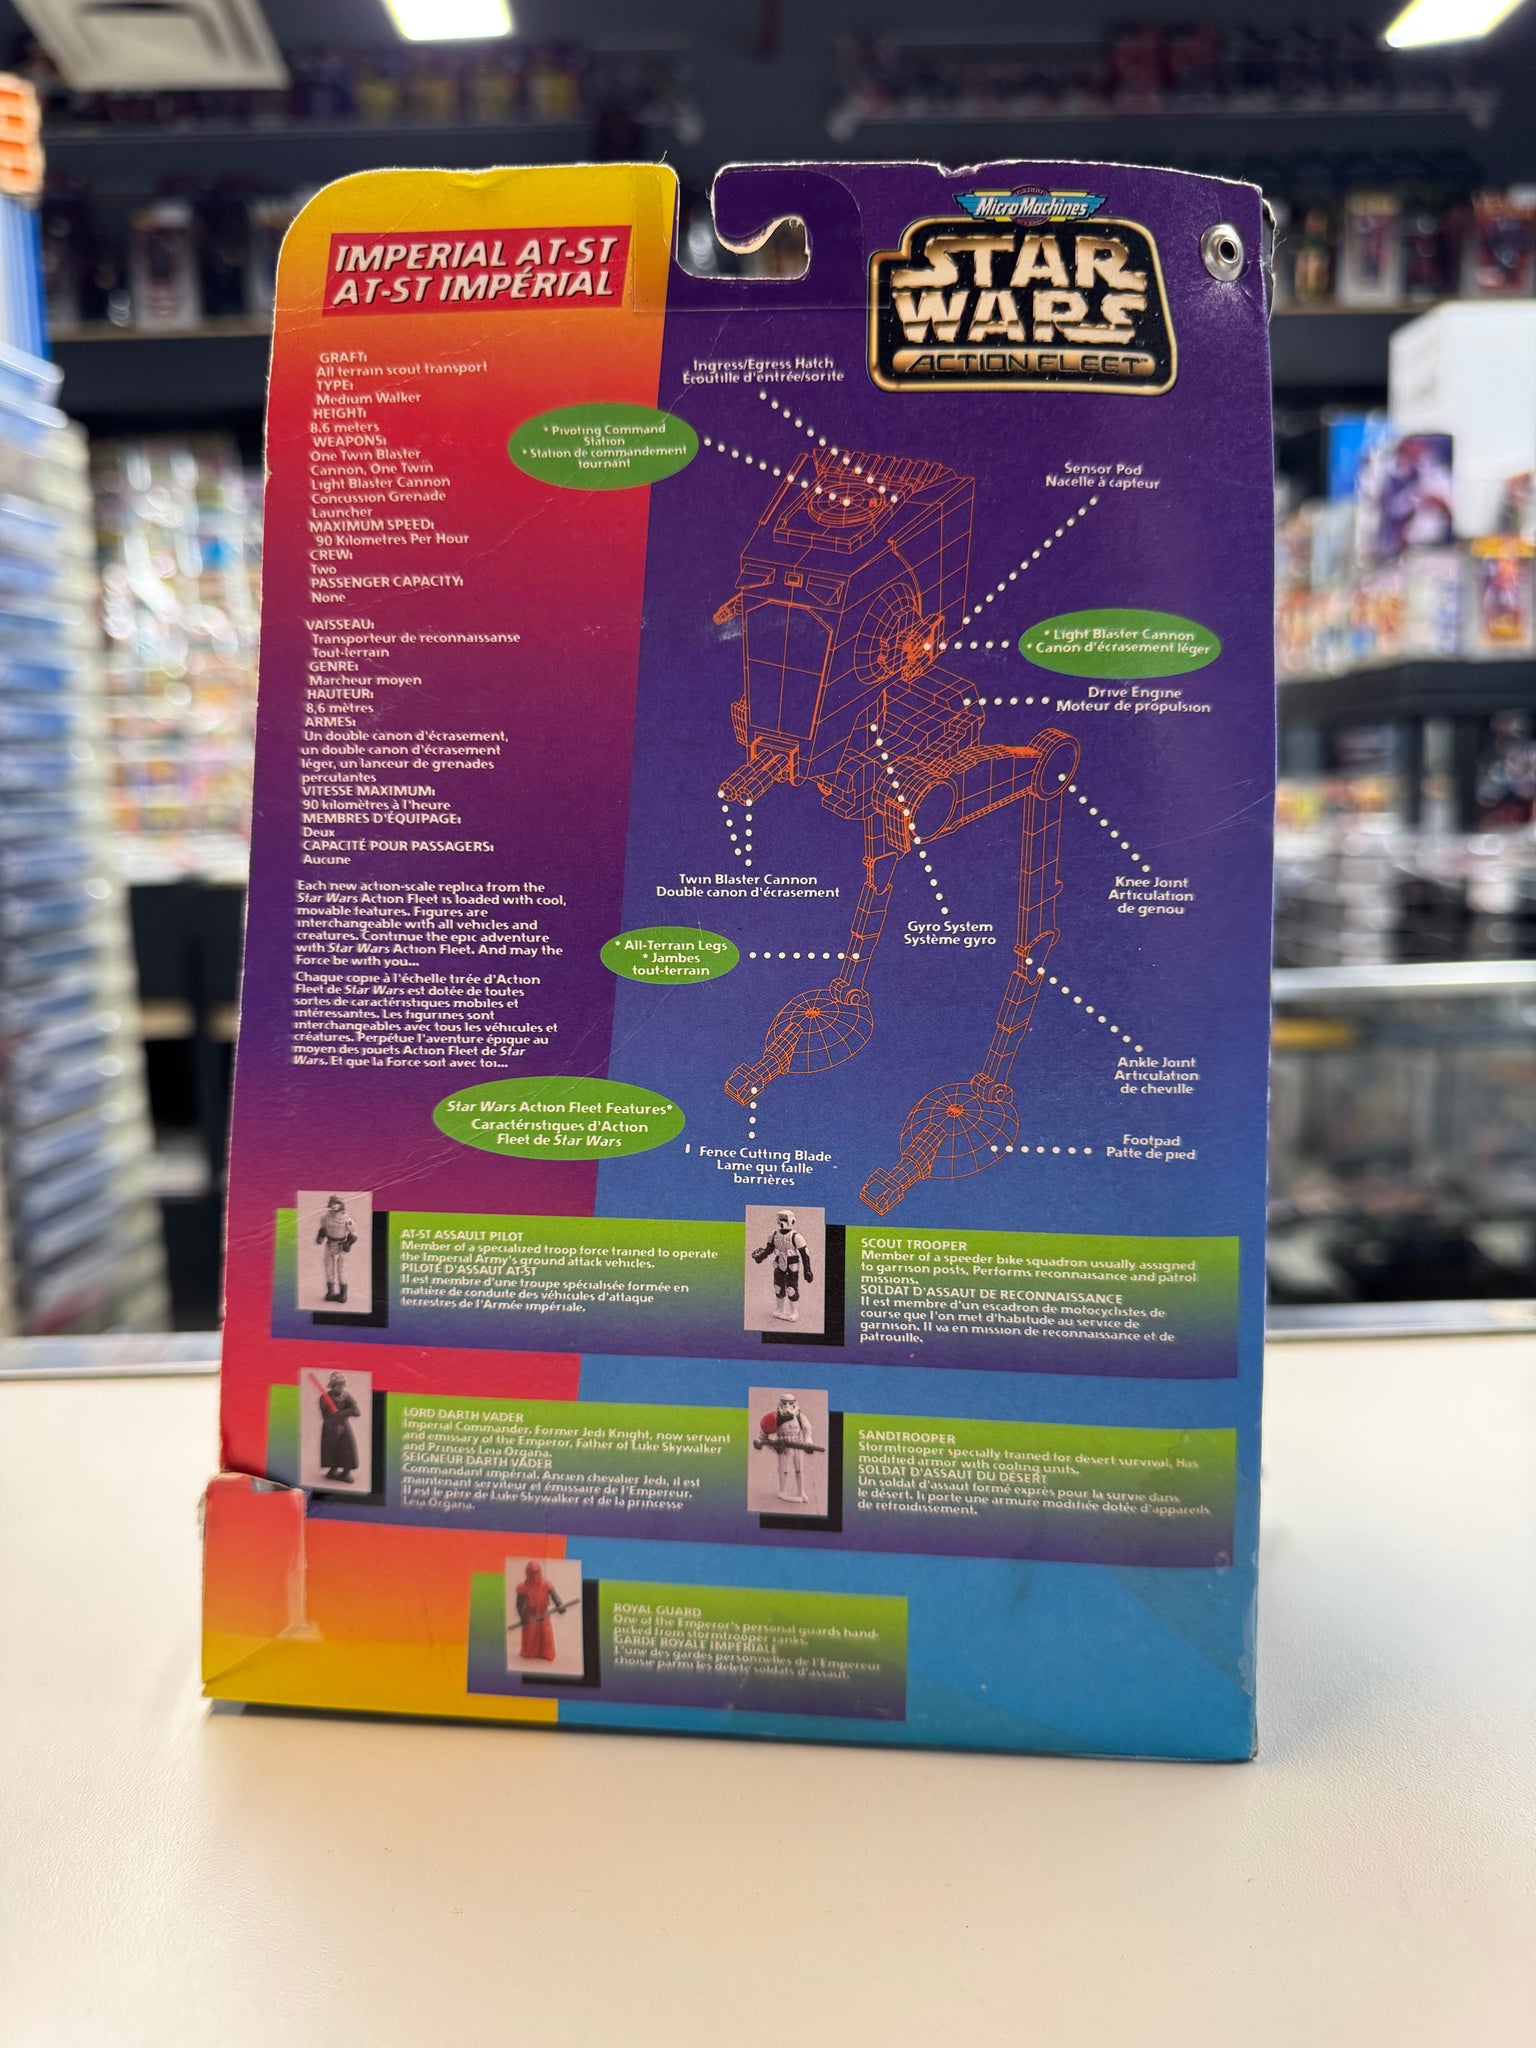 IMPERIAL AT-ST
AT-ST IMPÉRIAL
MicroMachines
STAR
WARS
ACTION FLEET™
CRAFT:
All terrain scout transport
TYPE:
Medium Walker
HEIGHT:
8.6 meters
WEAPONS:
One Twin Blaster
Cannon, One Twin
Light Blaster Cannon
Concussion Grenade
Launcher
MAXIMUM SPEED:
90 Kilometres Per Hour
CREW:
Two
PASSENGER CAPACITY:
None
VAISSEAU:
Transporteur de reconnaissanse
Tout-terrain
GENRE:
Marcheur moyen
HAUTEUR:
8,6 mètres
ARMES:
Un double canon d'écrasement,
un double canon d'écrasement
léger, un lanceur de grenades
percutantes
VITESSE MAXIMUM:
90 kilomètres à l'heure
MEMBRES D'ÉQUIPAGE:
Deux
CAPACITÉ POUR PASSAGERS:
Aucune
Each new action-scale replica from the
Star Wars Action Fleet is loaded with cool,
movable features. Figures are
interchangeable with all vehicles and
creatures. Continue the epic adventure
with Star Wars Action Fleet. And may the
Force be with you...
Chaque copie à l'échelle tirée d'Action
Fleet de Star Wars est dotée de toutes
sortes de caractéristiques mobiles et
intéressantes. Les figurines sont
interchangeables avec tous les véhicules et
créatures. Perpétue l'aventure épique au
moyen des jouets Action Fleet de Star
Wars. Et que la Force soit avec toi...
Ingress/Egress Hatch
Écoutille d'entrée/sorite
* Pivoting Command
Station
* Station de commandement
tournant
Sensor Pod
Nacelle à capteur
* Light Blaster Cannon
* Canon d'écrasement léger
Drive Engine
Moteur de propulsion
Twin Blaster Cannon
Double canon d'écrasement
Knee Joint
Articulation
de genou
Gyro System
Système gyro
* All-Terrain Legs
* Jambes
tout-terrain
Ankle Joint
Articulation
de cheville
Star Wars Action Fleet Features*
Caractéristiques d'Action
Fleet de Star Wars
Fence Cutting Blade
Lame qui taille
barrières
Footpad
Patte de pied
AT-ST ASSAULT PILOT
Member of a specialized troop force trained to operate
the Imperial Army's ground attack vehicles.
PILOTE D'ASSAUT AT-ST
Il est membre d'une troupe spécialisée formée en
matière de conduite des véhicules d'attaque
terrestres de l'Armée impériale.
SCOUT TROOPER
Member of a speeder bike squadron usually assigned
to garrison posts. Performs reconnaisance and patrol
missions.
SOLDAT D'ASSAUT DE RECONNAISSANCE
Il est membre d'un escadron de motocyclistes de
course que l'on met d'habitude au service de
garnison. Il va en mission de reconnaissance et de
patrouille.
LORD DARTH VADER
Imperial Commander. Former Jedi Knight, now servant
and emissary of the Emperor. Father of Luke Skywalker
and Princess Leia Organa.
SEIGNEUR DARTH VADER
Commandant impérial. Ancien chevalier Jedi, il est
maintenant serviteur et émissaire de l'Empereur.
Il est le père de Luke Skywalker et de la princesse
Leia Organa.
SANDTROOPER
Stormtrooper specially trained for desert survival. Has
modified armor with cooling units.
SOLDAT D'ASSAUT DU DÉSERT
Un soldat d'assaut formé exprès pour la survie dans
le désert. Il porte une armure modifiée dotée d'appareils
de refroidissement.
ROYAL GUARD
One of the Emperor's personal guards hand-
picked from stormtrooper ranks.
GARDE ROYALE IMPÉRIALE
L'une des gardes personnelles de l'Empereur
choisie parmi les delely soldats d'assaut.